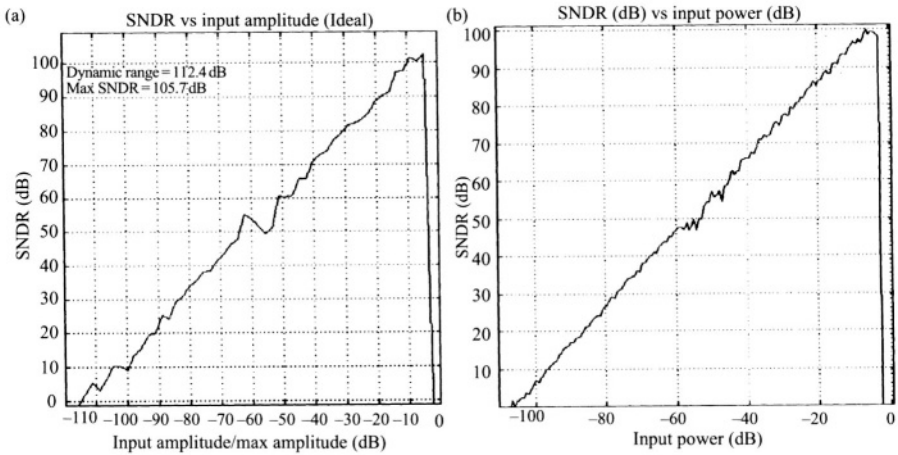 (a)
SNDR vs input amplitude (Ideal)
Dynamic range = 112.4 dB
Max SNDR = 105.7 dB
SNDR (dB)
100
90
80
70
60
50
40
30
20
10
0
–110 –100 –90 –80 –70 –60 –50 –40 –30 –20 –10 0
Input amplitude/max amplitude (dB)
(b)
SNDR (dB) vs input power (dB)
SNDR (dB)
100
90
80
70
60
50
40
30
20
10
0
–100 –80 –60 –40 –20 0
Input power (dB)